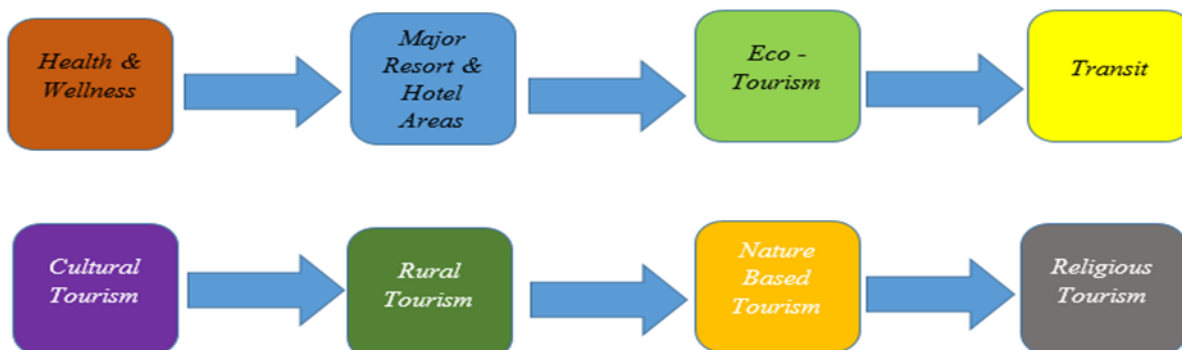 Health &
Wellness
Major
Resort &
Hotel
Areas
Eco -
Tourism
Transit
Cultural
Tourism
Rural
Tourism
Nature
Based
Tourism
Religious
Tourism